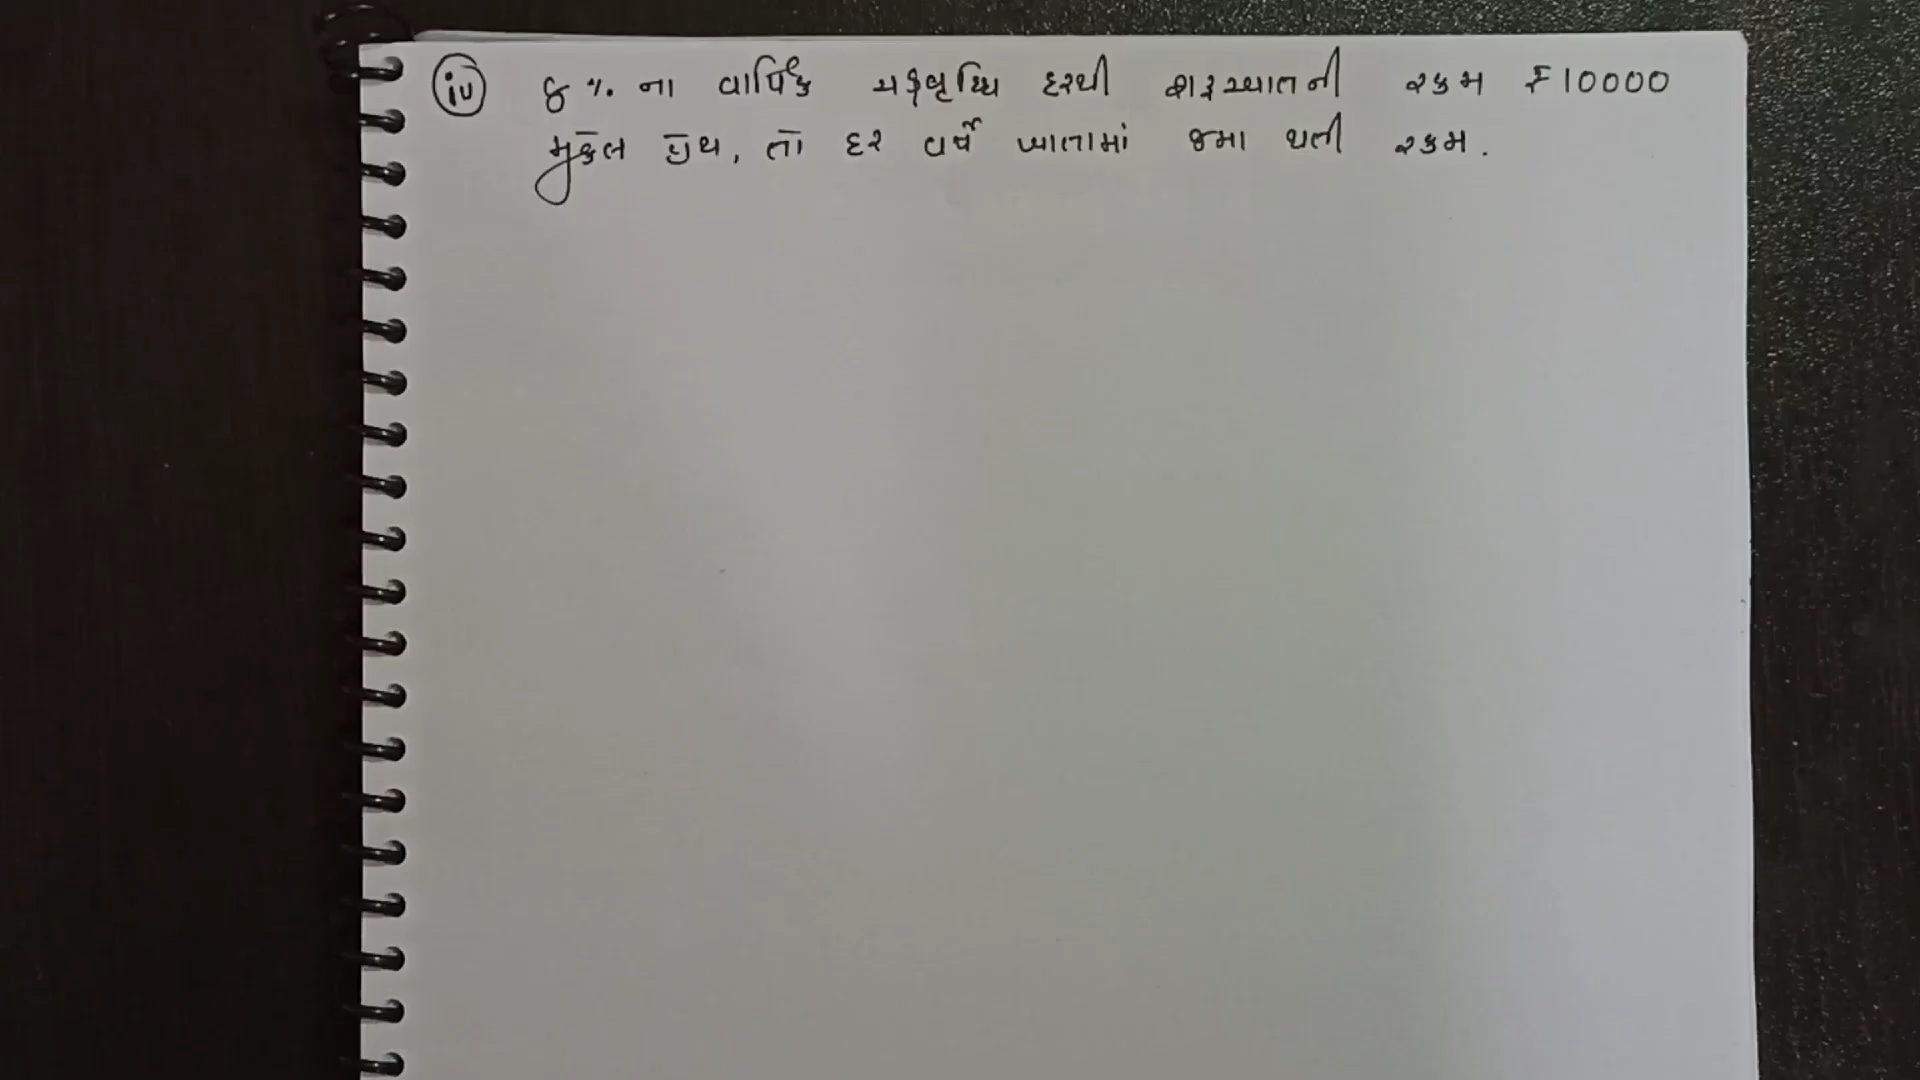 (iv) 8 % ના વાર્ષિક ચક્રવૃધ્ધિ દરથી શરૂઆતની રકમ ₹10000
મૂકેલ હોય, તો દર વર્ષે ખાતામાં જમા થતી રકમ.